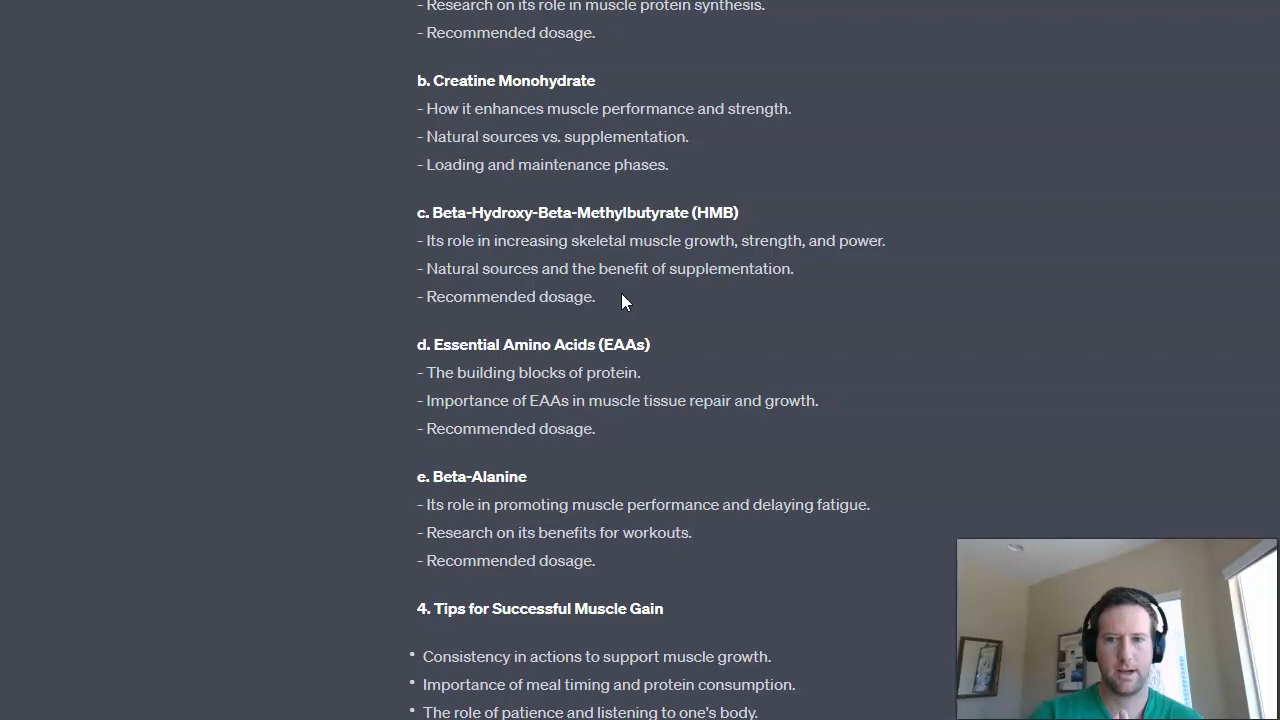 - Research on its role in muscle protein synthesis.
- Recommended dosage.
b. Creatine Monohydrate
- How it enhances muscle performance and strength.
- Natural sources vs. supplementation.
- Loading and maintenance phases.
c. Beta-Hydroxy-Beta-Methylbutyrate (HMB)
- Its role in increasing skeletal muscle growth, strength, and power.
- Natural sources and the benefit of supplementation.
- Recommended dosage.
d. Essential Amino Acids (EAAs)
- The building blocks of protein.
- Importance of EAAs in muscle tissue repair and growth.
- Recommended dosage.
e. Beta-Alanine
- Its role in promoting muscle performance and delaying fatigue.
- Research on its benefits for workouts.
- Recommended dosage.
4. Tips for Successful Muscle Gain
• Consistency in actions to support muscle growth.
• Importance of meal timing and protein consumption.
• The role of patience and listening to one's body.